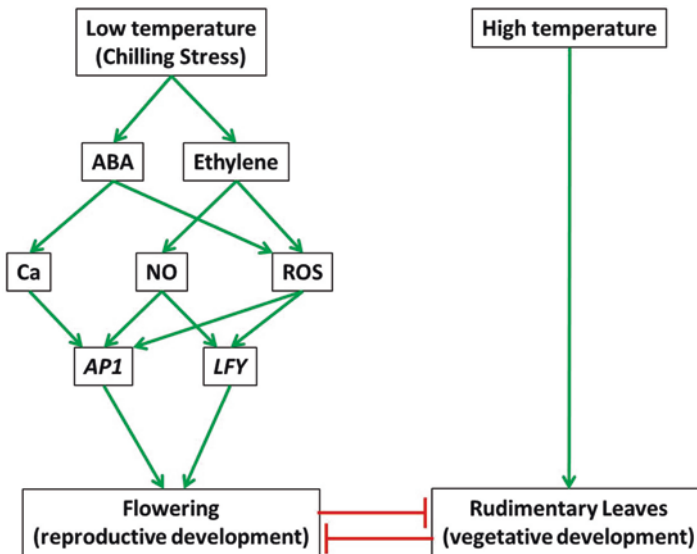 Low temperature
(Chilling Stress)
High temperature
ABA
Ethylene
Ca
NO
ROS
AP1
LFY
Flowering
(reproductive development)
Rudimentary Leaves
(vegetative development)